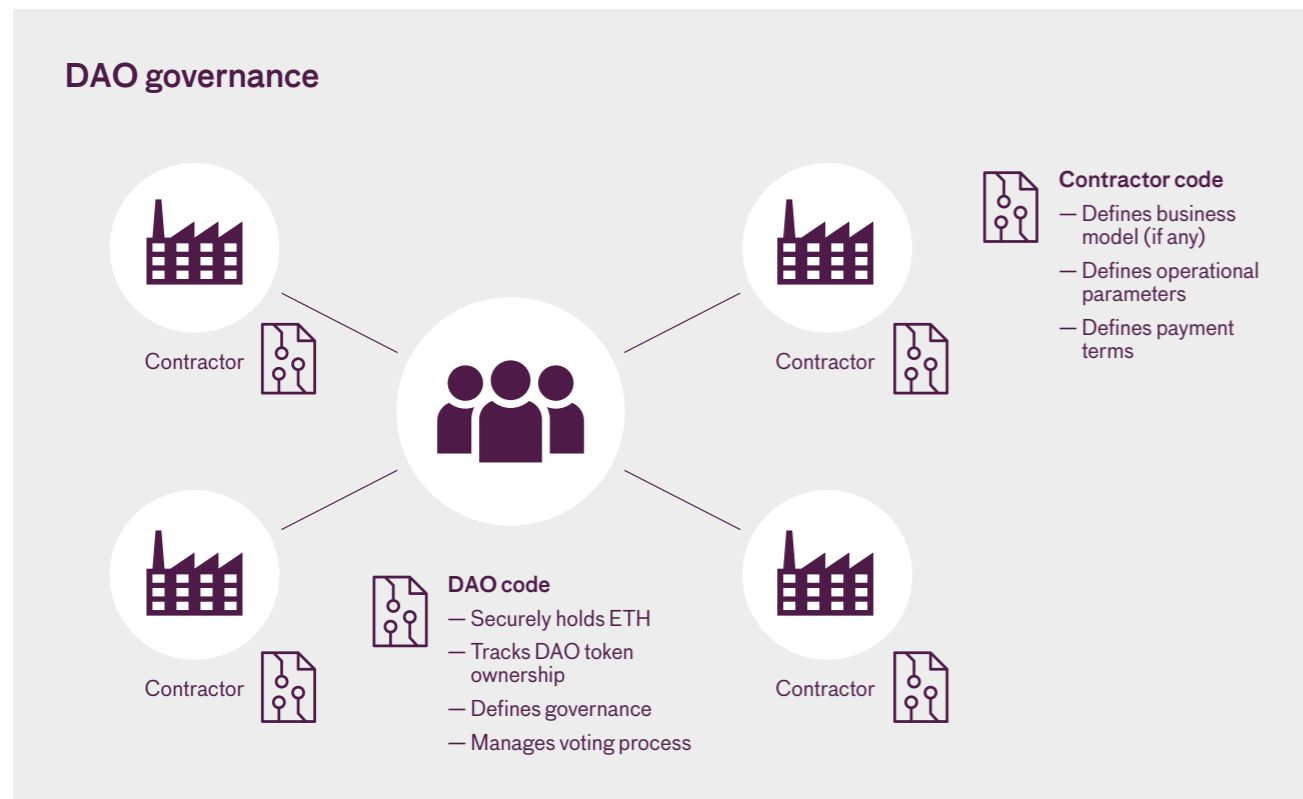 DAO governance
Contractor
Contractor
Contractor code
— Defines business
model (if any)
— Defines operational
parameters
— Defines payment
terms
Contractor
Contractor
DAO code
— Securely holds ETH
— Tracks DAO token
ownership
— Defines governance
— Manages voting process